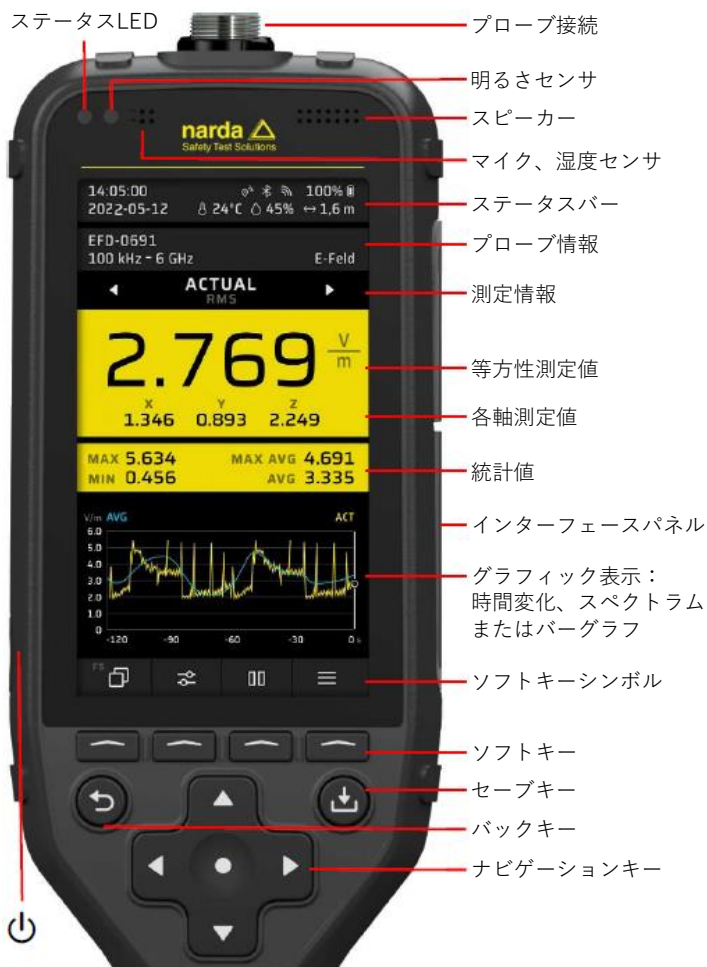 ステータスLED
プローブ接続
明るさセンサ
スピーカー
マイク、湿度センサ
narda
Safety Test Solutions
14:05:00 100%
2022-05-12 24°C 45% ↔ 1,6 m
ステータスバー
EFD-0691
100 kHz - 6 GHz E-Feld
プローブ情報
ACTUAL
RMS
測定情報
2.769 V/m
等方性測定値
X Y Z
1.346 0.893 2.249
各軸測定値
MAX 5.634 MAX AVG 4.691
MIN 0.456 AVG 3.335
統計値
インターフェースパネル
V/m AVG ACT
6.0
5.0
4.0
3.0
2.0
1.0
0
-120 -90 -60 -30 0 s
グラフィック表示：
時間変化、スペクトラム
またはバーグラフ
FS
ソフトキーシンボル
ソフトキー
セーブキー
バックキー
ナビゲーションキー